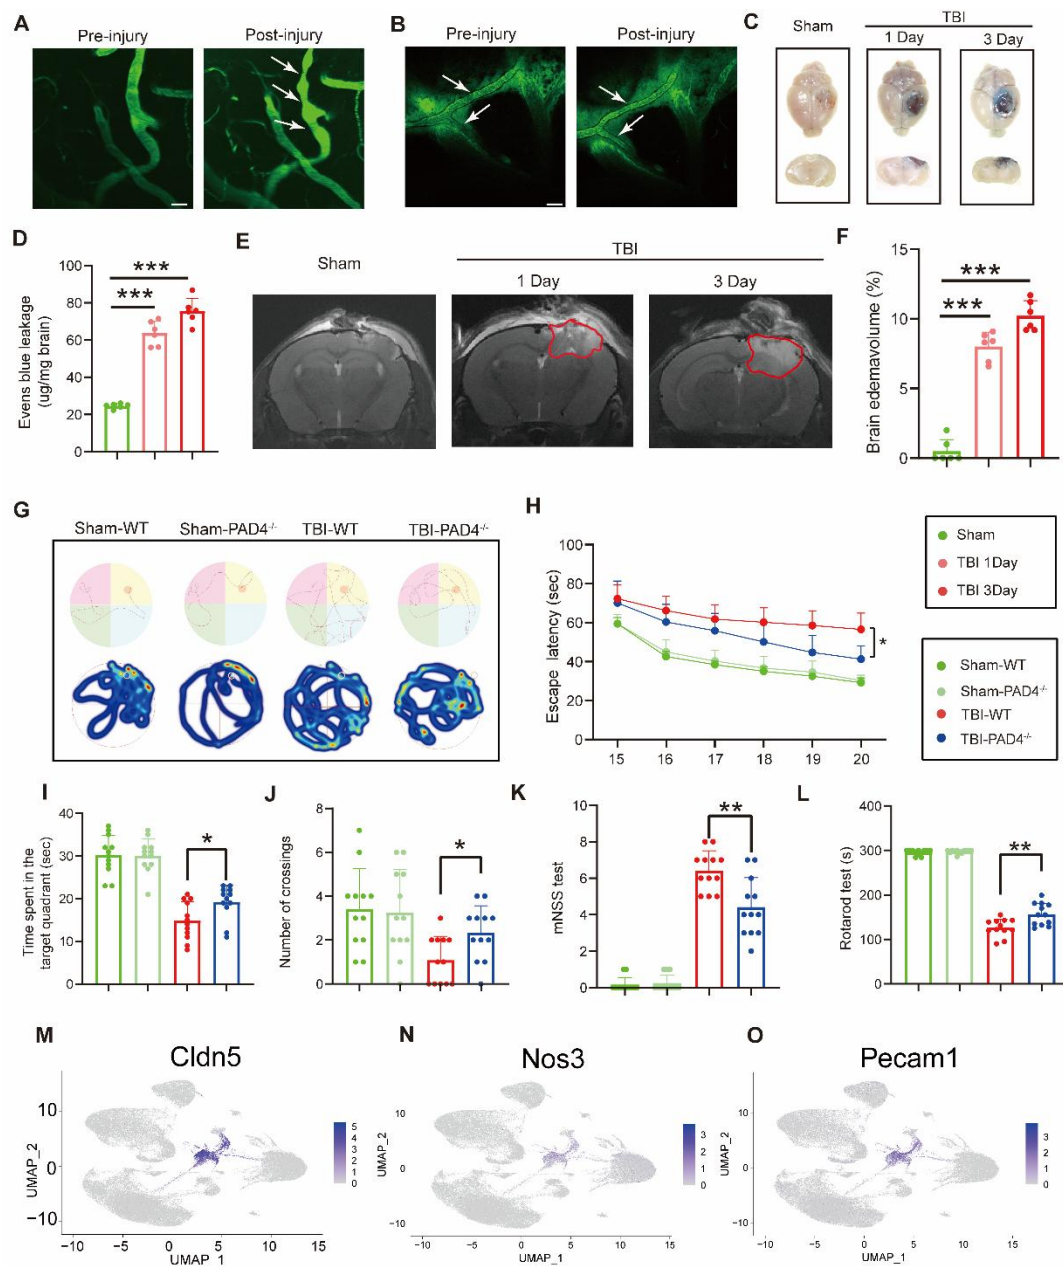 A
Pre-injury
Post-injury
B
Pre-injury
Post-injury
C
Sham
TBI
1 Day
3 Day
D
Evens blue leakage
(ug/mg brain)
100
80
60
40
20
0
***
***
E
Sham
TBI
1 Day
3 Day
F
Brain edemavolume (%)
15
10
5
0
***
***
G
Sham-WT
Sham-PAD4-/-
TBI-WT
TBI-PAD4-/-
H
Escape latency (sec)
100
80
60
40
20
0
15
16
17
18
19
20
*
Sham
TBI 1Day
TBI 3Day
Sham-WT
Sham-PAD4-/-
TBI-WT
TBI-PAD4-/-
I
Time spent in the
target quadrant (sec)
40
30
20
10
0
*
J
Number of crossings
8
6
4
2
0
*
K
mNSS test
10
8
6
4
2
0
**
L
Rotarod test (s)
400
300
200
100
0
**
M
Cldn5
UMAP_2
10
0
−10
−10
−5
0
5
10
15
UMAP_1
5
4
3
2
1
0
N
Nos3
UMAP_2
10
0
−10
−10
−5
0
5
10
15
UMAP_1
3
2
1
0
O
Pecam1
UMAP_2
10
0
−10
−10
−5
0
5
10
15
UMAP_1
3
2
1
0